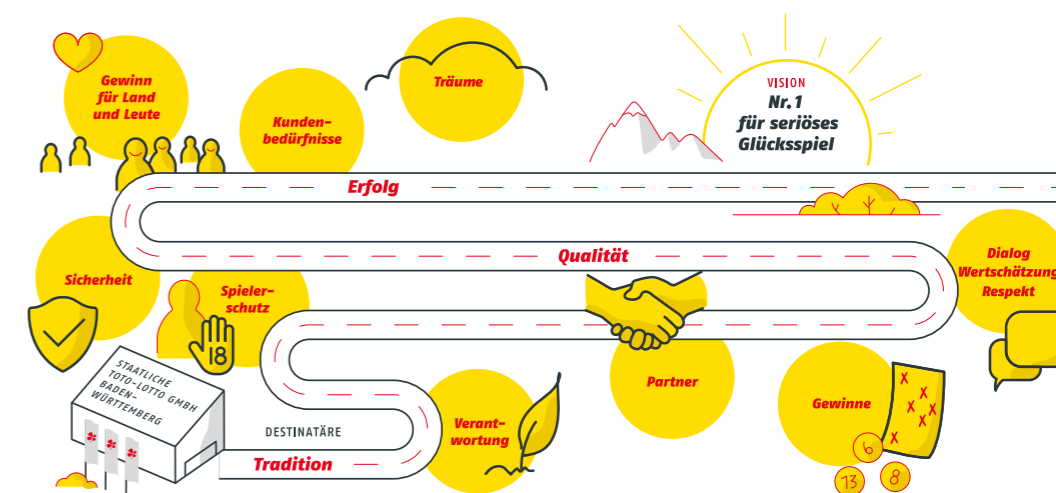 Gewinn
für Land
und Leute
Kunden-
bedürfnisse
Träume
VISION
Nr. 1
für seriöses
Glücksspiel
Erfolg
Qualität
Sicherheit
Spieler-
schutz
18
Dialog
Wertschätzung
Respekt
STAATLICHE
TOTO-LOTTO GMBH
BADEN-
WÜRTTEMBERG
DESTINATÄRE
Tradition
Verant-
wortung
Partner
Gewinne
X
X X
X X
X
6
13
8